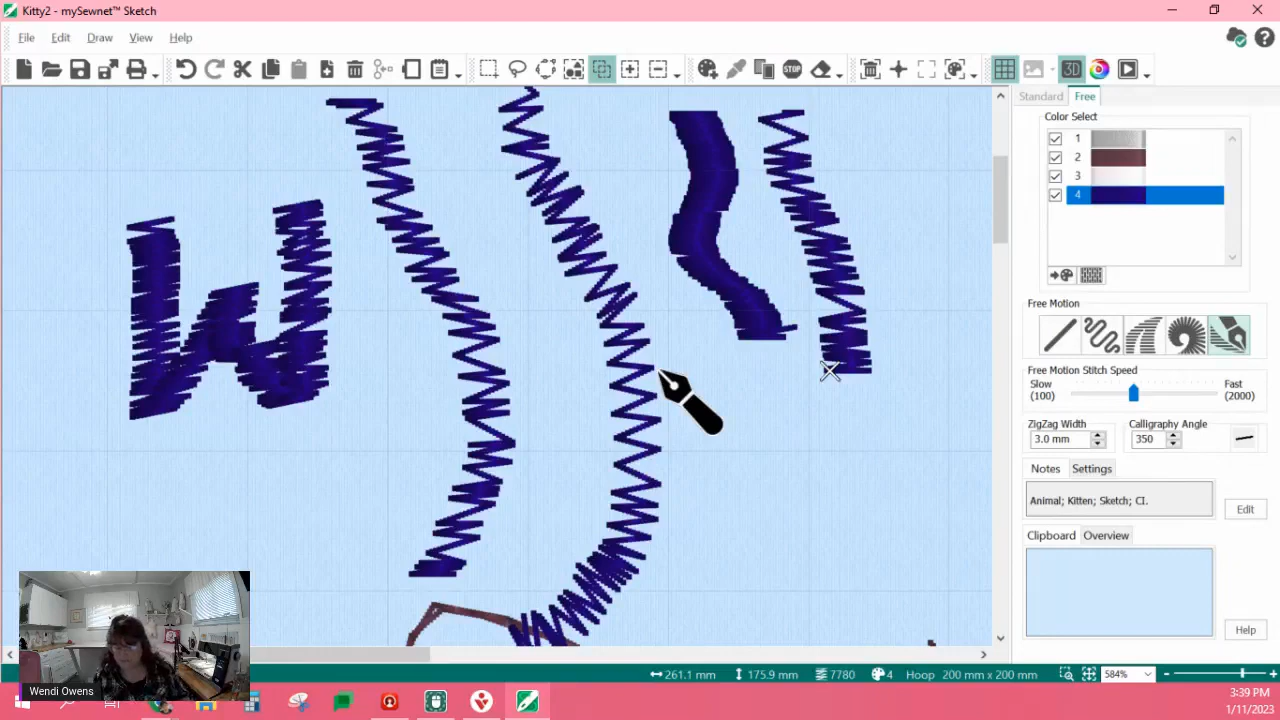 Kitty2 - mySewnet™ Sketch
File Edit Draw View Help
STOP
3D
Standard Free
Color Select
1
2
3
4
Free Motion
Free Motion Stitch Speed
Slow
(100)
Fast
(2000)
ZigZag Width
3.0 mm
Calligraphy Angle
350
Notes Settings
Animal; Kitten; Sketch; CI.
Edit
Clipboard Overview
Help
W
Wendi Owens
261.1 mm 175.9 mm 7780 4 Hoop 200 mm x 200 mm 584%
3:39 PM
1/11/2023